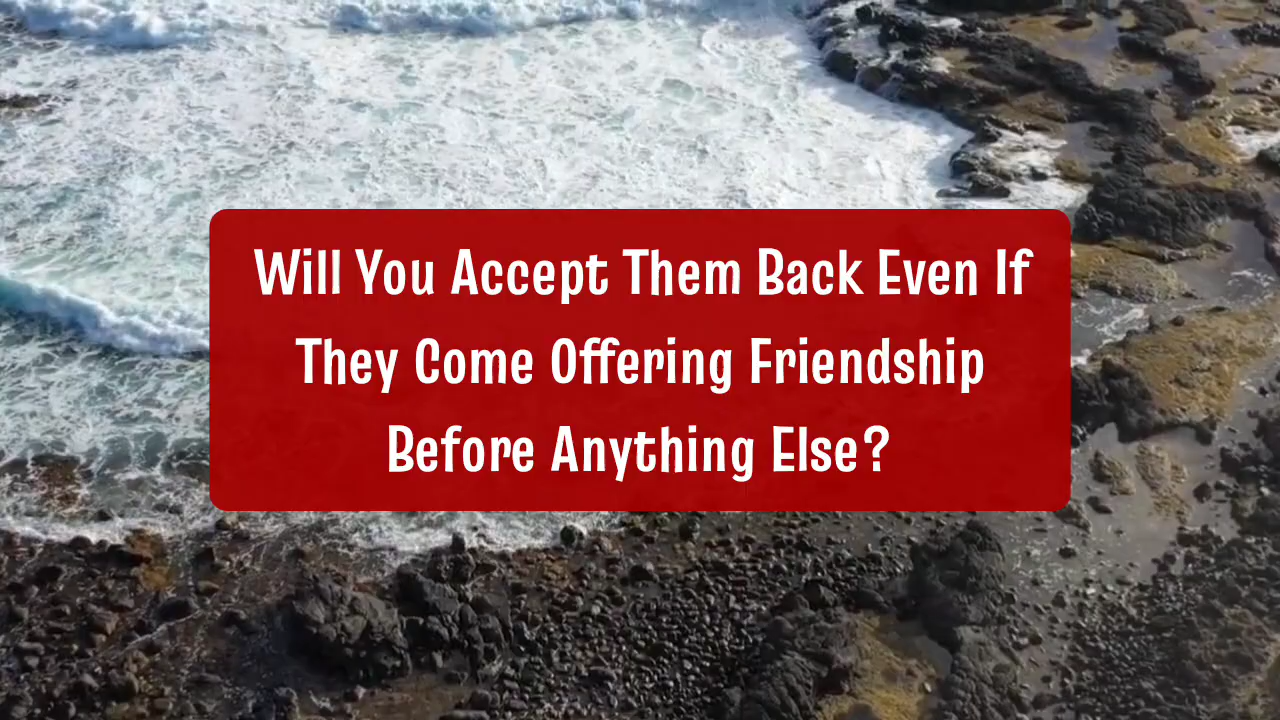 Will You Accept Them Back Even If
They Come Offering Friendship
Before Anything Else?